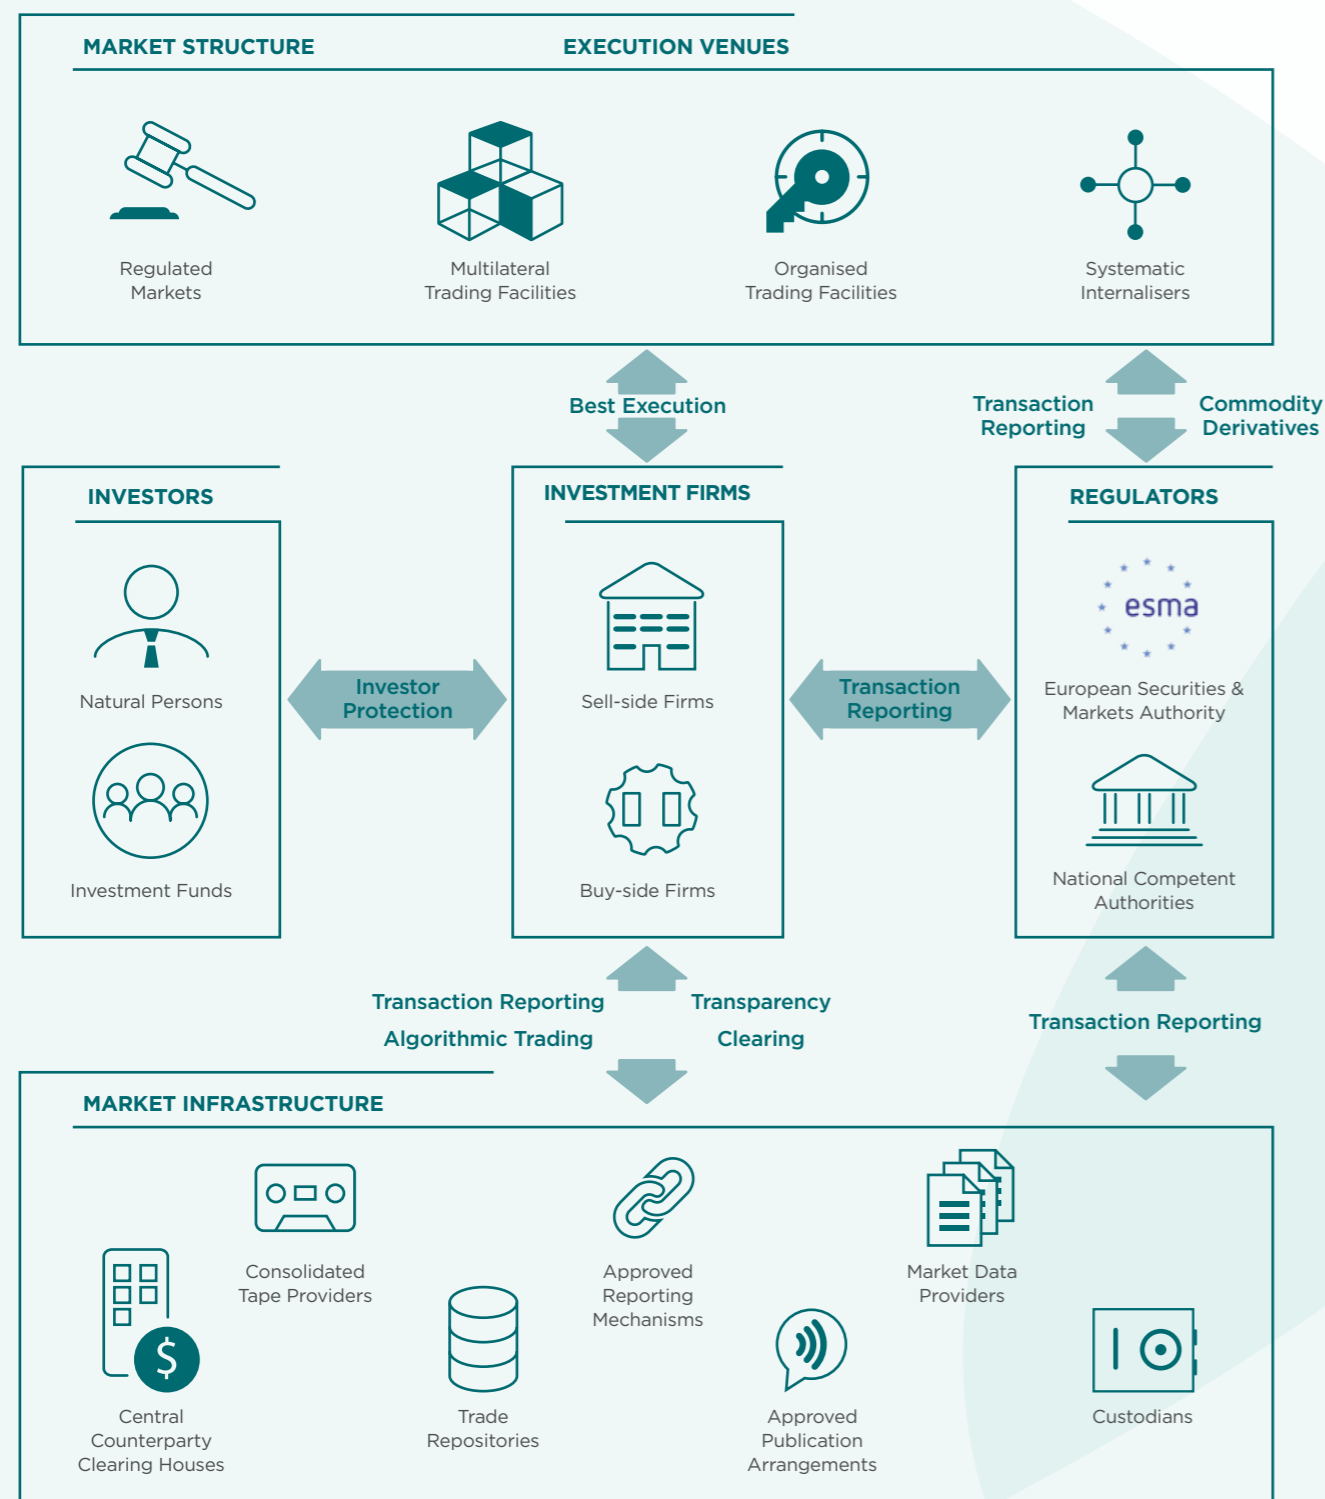 MARKET STRUCTURE
EXECUTION VENUES
Regulated
Markets
Multilateral
Trading Facilities
Organised
Trading Facilities
Systematic
Internalisers
Best Execution
Transaction
Reporting
Commodity
Derivatives
INVESTORS
Natural Persons
Investment Funds
Investor
Protection
INVESTMENT FIRMS
Sell-side Firms
Buy-side Firms
Transaction
Reporting
REGULATORS
esma
European Securities &
Markets Authority
National Competent
Authorities
Transaction Reporting
Algorithmic Trading
Transparency
Clearing
Transaction Reporting
MARKET INFRASTRUCTURE
$
Central
Counterparty
Clearing Houses
Consolidated
Tape Providers
Trade
Repositories
Approved
Reporting
Mechanisms
Approved
Publication
Arrangements
Market Data
Providers
Custodians